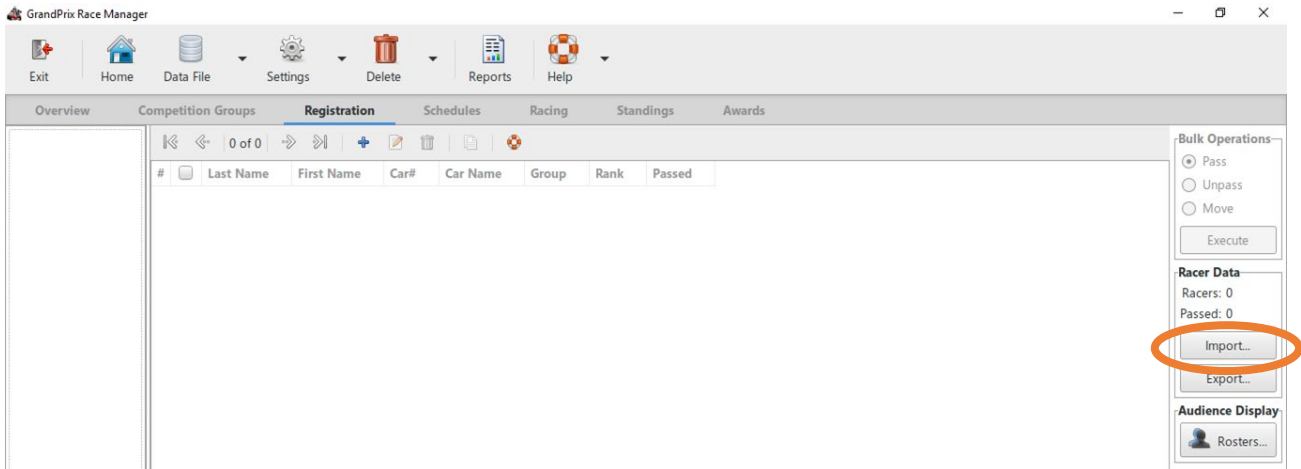 GrandPrix Race Manager
Exit Home Data File Settings Delete Reports Help
Overview Competition Groups Registration Schedules Racing Standings Awards
0 of 0
# Last Name First Name Car# Car Name Group Rank Passed
Bulk Operations
Pass
Unpass
Move
Execute
Racer Data
Racers: 0
Passed: 0
Import...
Export...
Audience Display
Rosters...